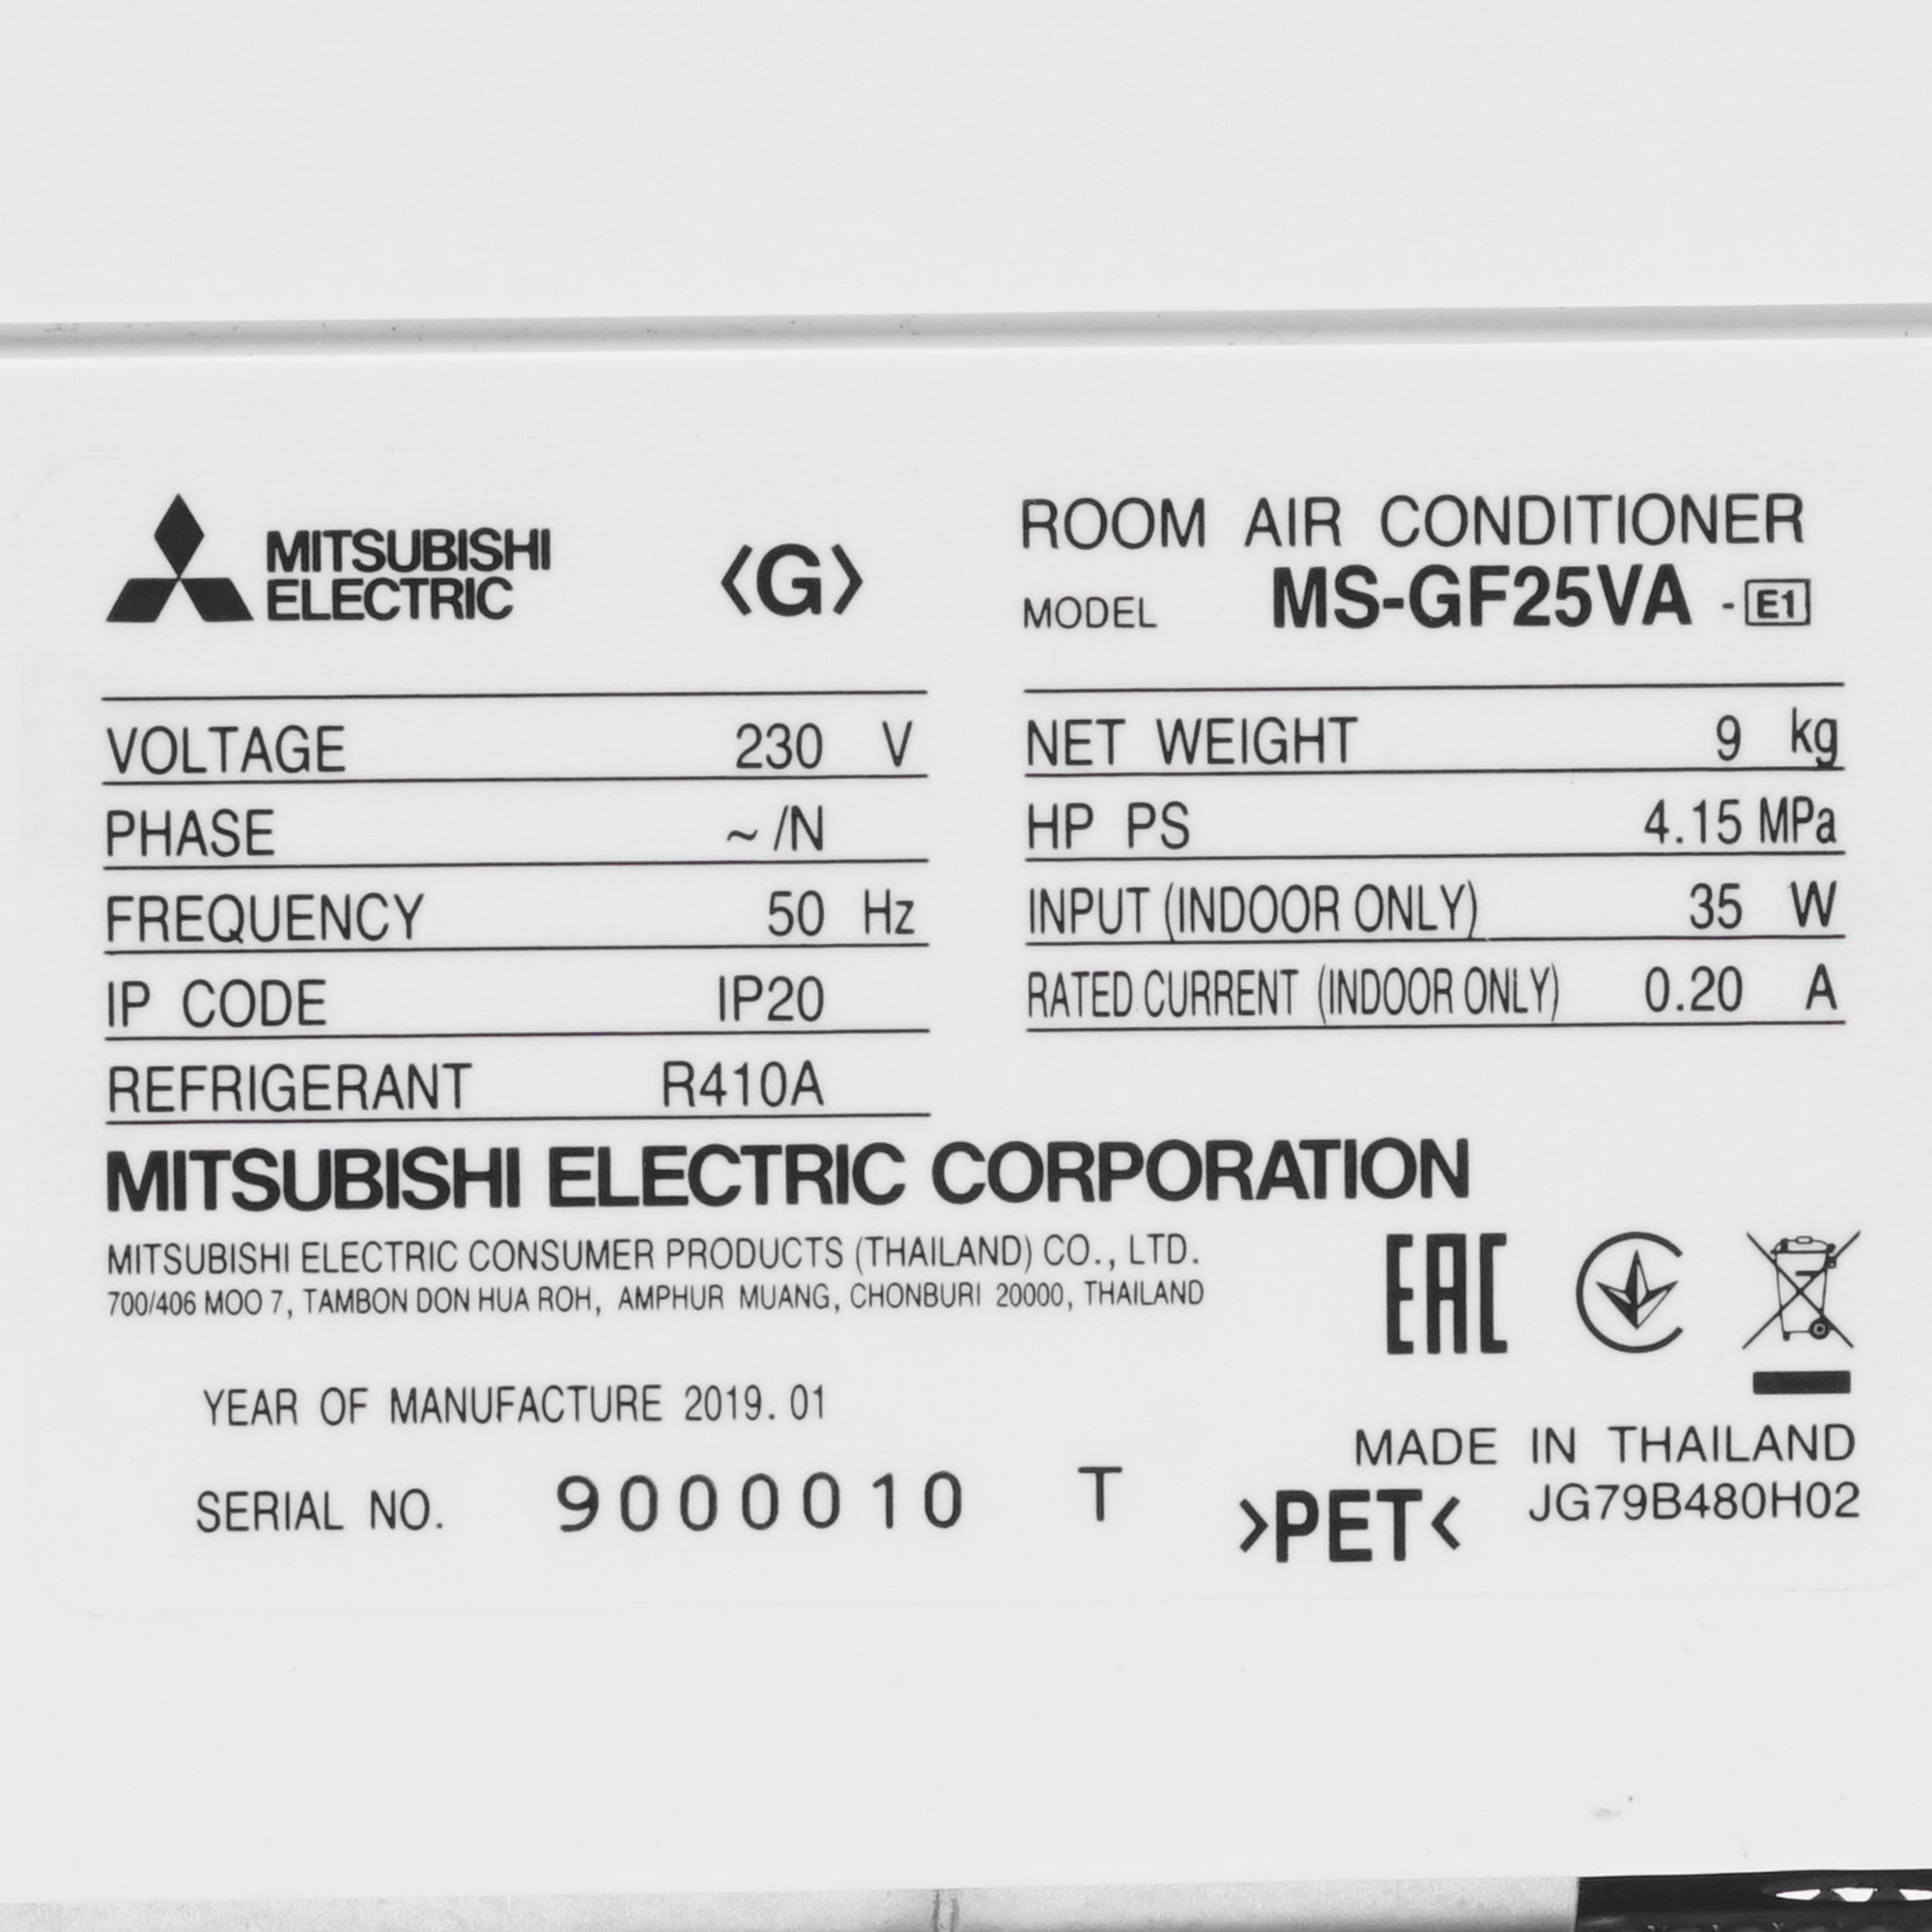 MITSUBISHI
ELECTRIC
〈G〉
ROOM AIR CONDITIONER
MODEL MS-GF25VA -E1
VOLTAGE 230 V
PHASE ~/N
FREQUENCY 50 Hz
IP CODE IP20
REFRIGERANT R410A
NET WEIGHT 9 kg
HP PS 4.15 MPa
INPUT (INDOOR ONLY) 35 W
RATED CURRENT (INDOOR ONLY) 0.20 A
MITSUBISHI ELECTRIC CORPORATION
MITSUBISHI ELECTRIC CONSUMER PRODUCTS (THAILAND) CO., LTD.
700/406 MOO 7, TAMBON DON HUA ROH, AMPHUR MUANG, CHONBURI 20000, THAILAND
EAC
YEAR OF MANUFACTURE 2019.01
SERIAL NO. 9000010 T
MADE IN THAILAND
>PET< JG79B480H02